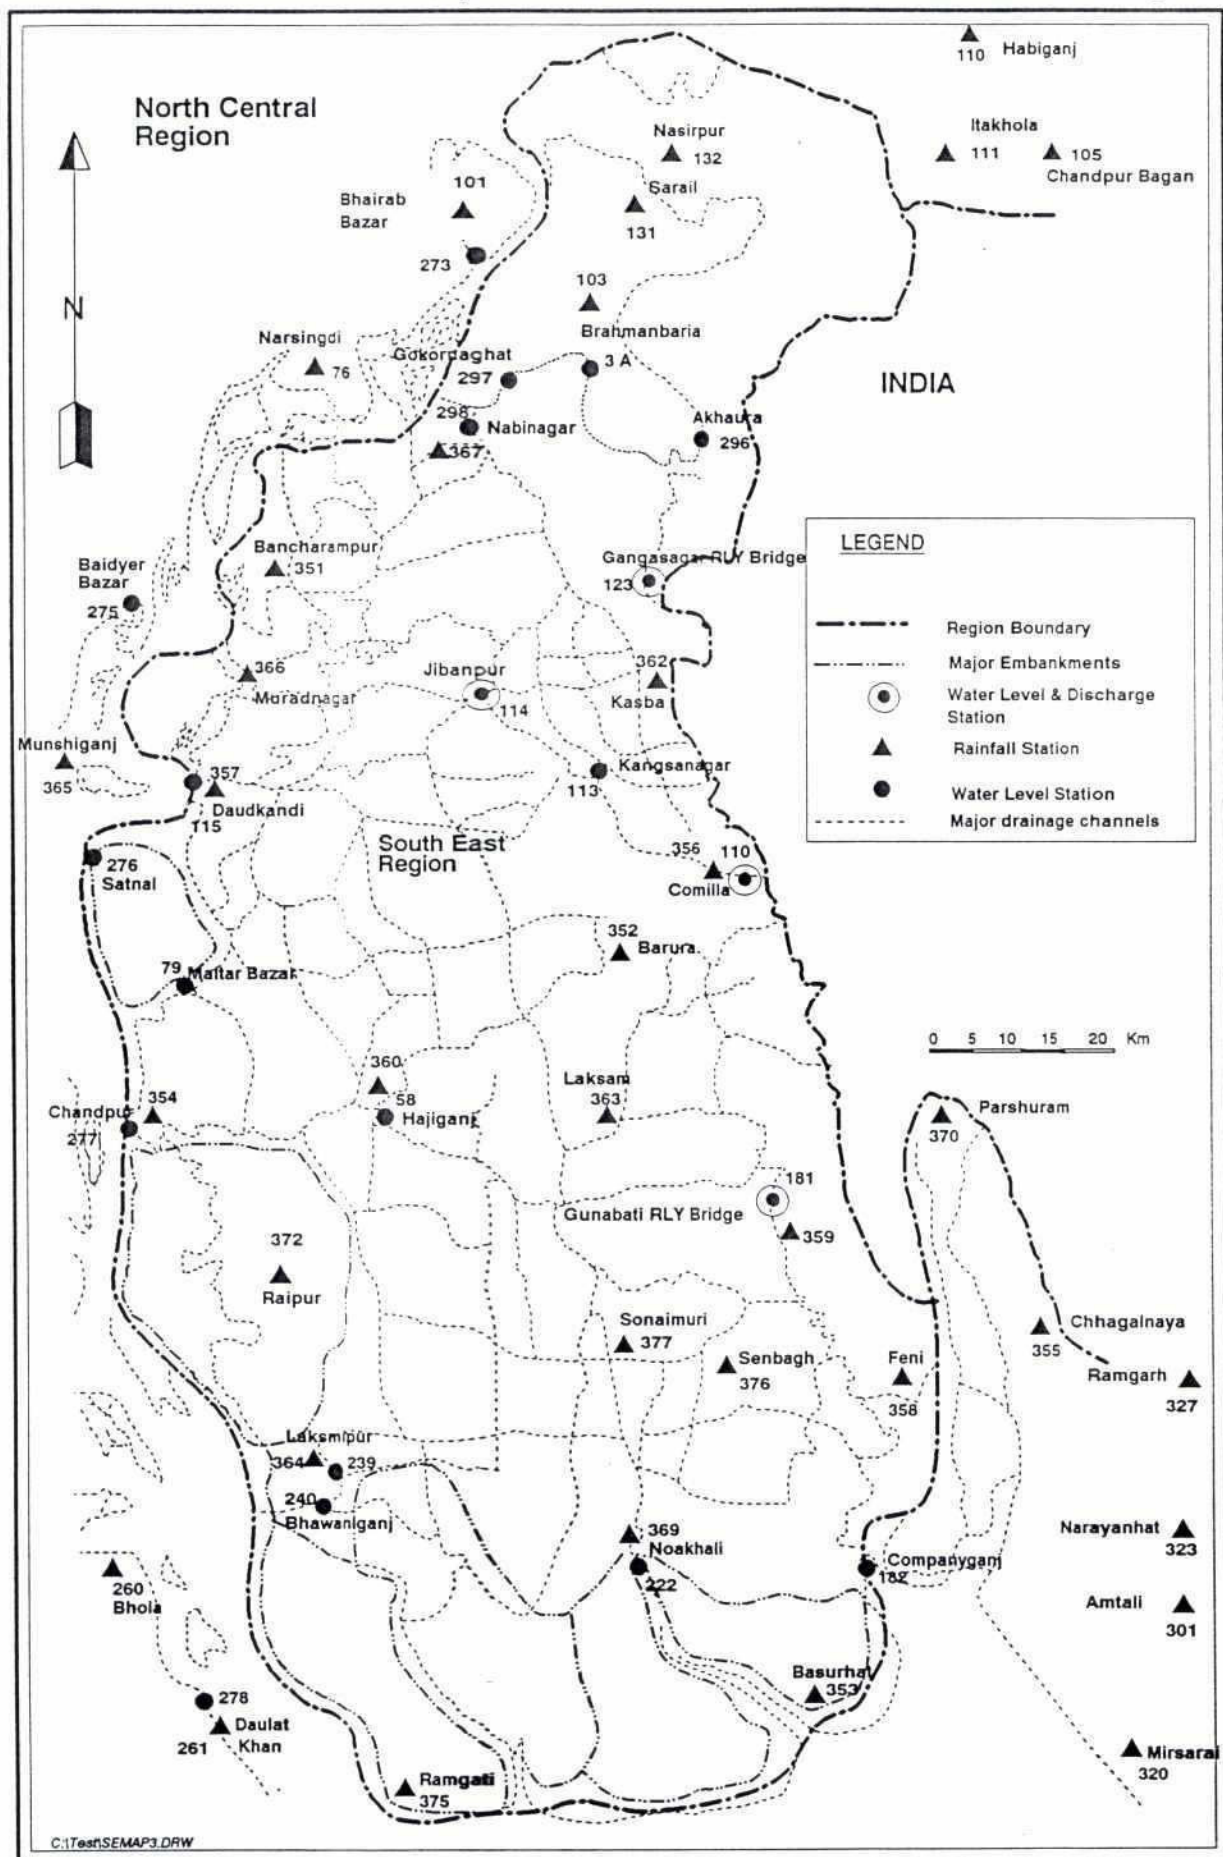 110
Habiganj
North Central
Region
Itakhola
Nasirpur
132
111
105
Chandpur Bagan
101
Bhairab
Bazar
Sarail
131
273
103
N
Narsingdi
76
Brahmanbaria
Gokornaghat
3 A
297
INDIA
298
Nabinagar
Akhaura
296
367
LEGEND
Region Boundary
Major Embankments
Water Level & Discharge
Station
Rainfall Station
Water Level Station
Major drainage channels
Bancharampur
351
Gangasagar RLY Bridge
123
Baidyer
Bazar
275
366
Muradnagar
Jibanpur
114
362
Kasba
Munshiganj
365
357
Daudkandi
115
Kangsanagar
113
South East
Region
356
110
Comilla
276
Satnal
352
Barura
79
Mattar Bazar
0 5 10 15 20 Km
360
58
Hajiganj
Laksam
363
354
Chandpur
277
Parshuram
370
181
Gunabati RLY Bridge
359
372
Raipur
Sonaimuri
377
Senbagh
376
Feni
358
Chhagalnaya
355
Ramgarh
327
Laksmipur
364
239
240
Bhawaniganj
369
Noakhali
222
Companyganj
182
Narayanhat
323
260
Bhola
Amtali
301
Basurhat
353
278
Daulat
Khan
261
Mirsarai
320
Ramgati
375
C:\Test\SEMAP3.DRW